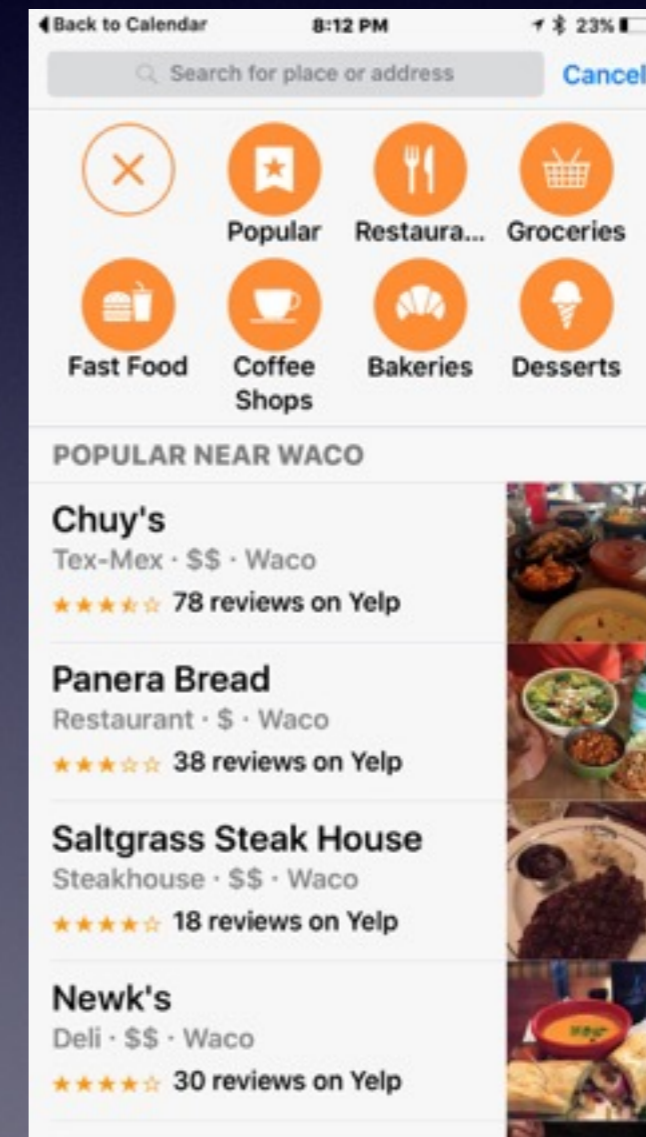 Back to Calendar 8:12 PM 23%
Search for place or address Cancel
Popular Restaura... Groceries
Fast Food Coffee Shops Bakeries Desserts
POPULAR NEAR WACO
Chuy's
Tex-Mex · $$ · Waco
78 reviews on Yelp
Panera Bread
Restaurant · $ · Waco
38 reviews on Yelp
Saltgrass Steak House
Steakhouse · $$ · Waco
18 reviews on Yelp
Newk's
Deli · $$ · Waco
30 reviews on Yelp